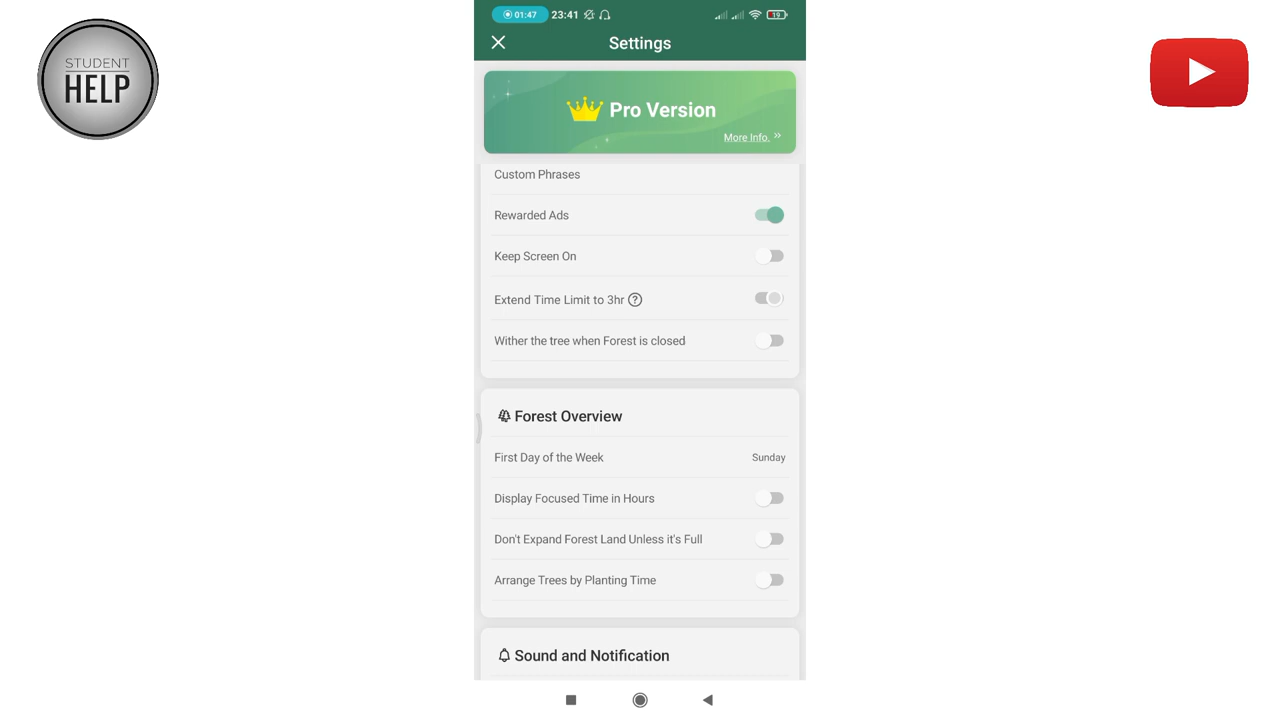 STUDENT
HELP
01:47 23:41 19
Settings
Pro Version
More Info. »
Custom Phrases
Rewarded Ads
Keep Screen On
Extend Time Limit to 3hr ?
Wither the tree when Forest is closed
Forest Overview
First Day of the Week Sunday
Display Focused Time in Hours
Don't Expand Forest Land Unless it's Full
Arrange Trees by Planting Time
Sound and Notification